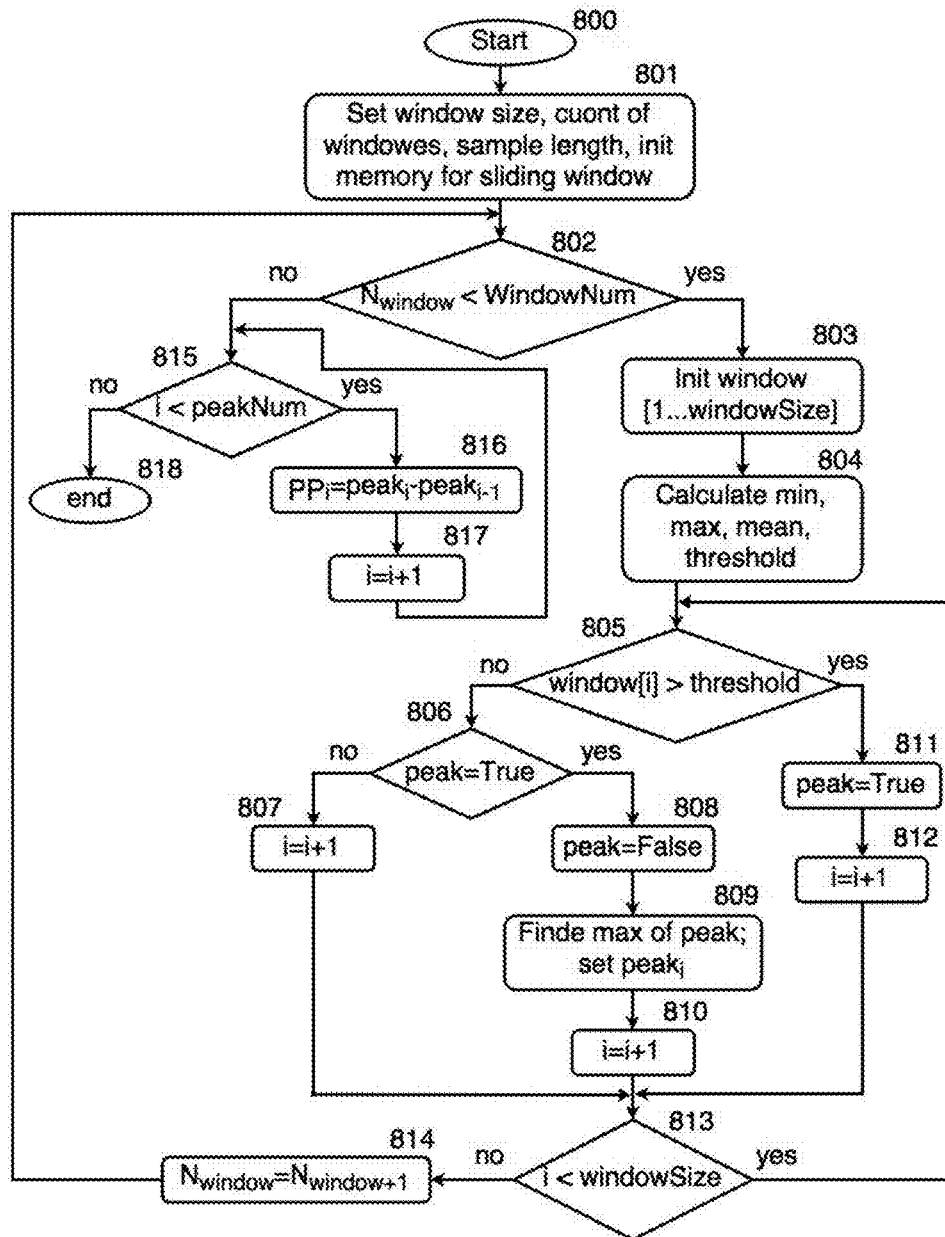 800
Start
801
Set window size, cuont of
windowes, sample length, init
memory for sliding window
802
no
yes
N_window < WindowNum
803
Init window
[1...windowSize]
815
no
yes
i < peakNum
816
PP_i=peak_i-peak_i-1
818
end
804
Calculate min,
max, mean,
threshold
817
i=i+1
805
no
yes
window[i] > threshold
806
no
yes
peak=True
811
peak=True
807
i=i+1
808
peak=False
812
i=i+1
809
Finde max of peak;
set peak_i
810
i=i+1
813
no
yes
i < windowSize
814
N_window=N_window+1